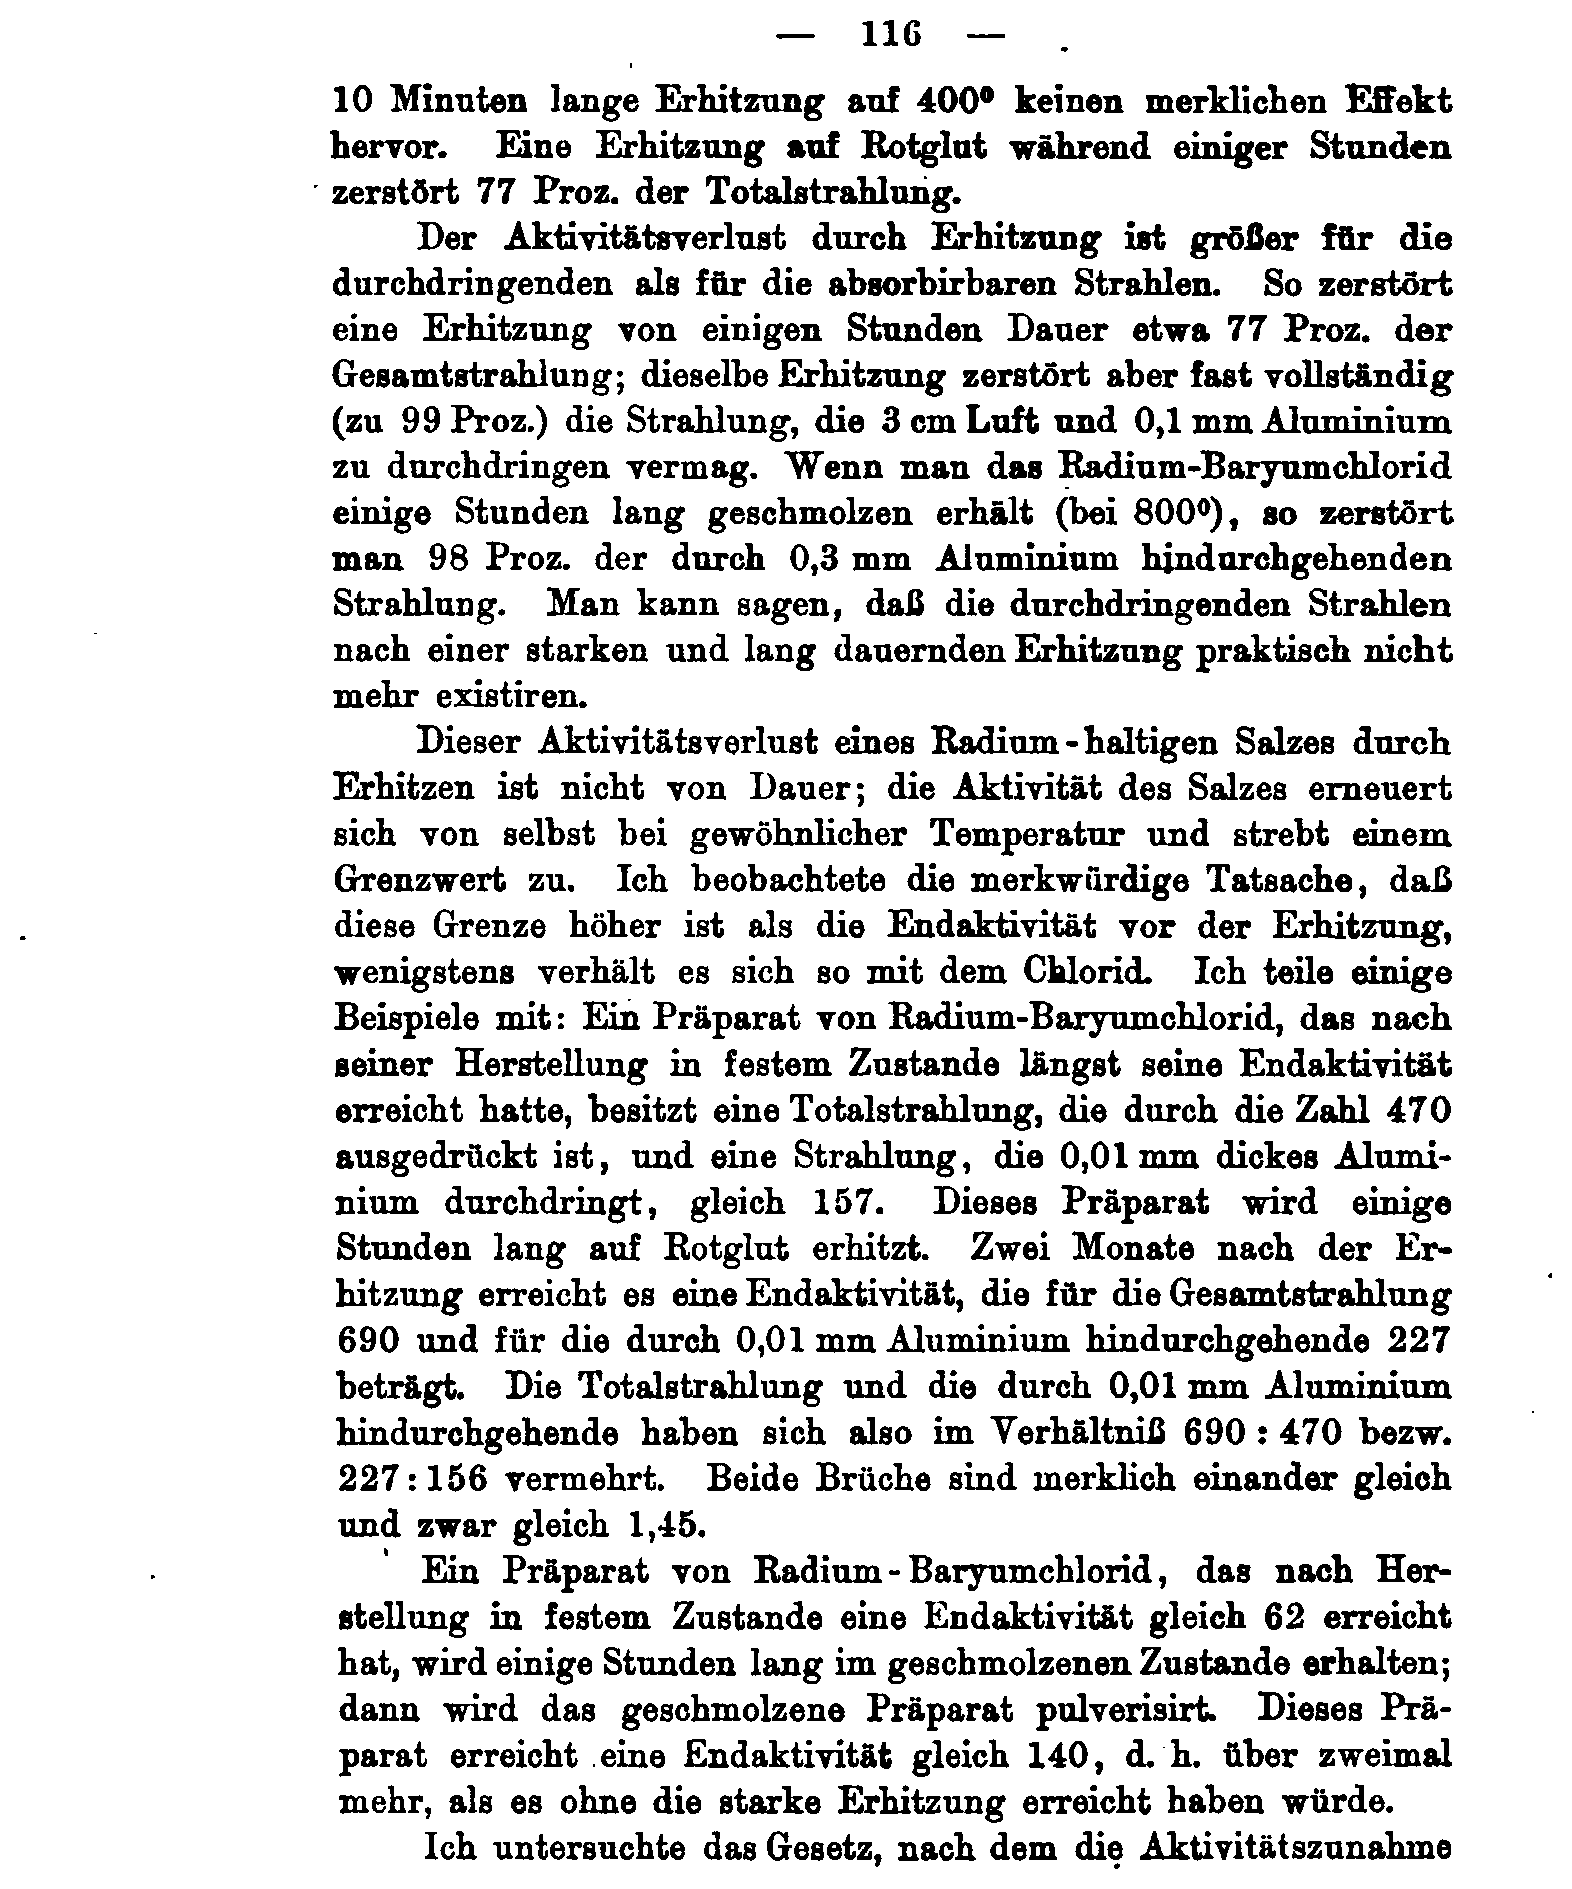 — 116 —
10 Minuten lange Erhitzung auf 400⁰ keinen merklichen Effekt
hervor. Eine Erhitzung auf Rotglut während einiger Stunden
zerstört 77 Proz. der Totalstrahlung.
Der Aktivitätsverlust durch Erhitzung ist größer für die
durchdringenden als für die absorbirbaren Strahlen. So zerstört
eine Erhitzung von einigen Stunden Dauer etwa 77 Proz. der
Gesamtstrahlung; dieselbe Erhitzung zerstört aber fast vollständig
(zu 99 Proz.) die Strahlung, die 3 cm Luft und 0,1 mm Aluminium
zu durchdringen vermag. Wenn man das Radium-Baryumchlorid
einige Stunden lang geschmolzen erhält (bei 800⁰), so zerstört
man 98 Proz. der durch 0,3 mm Aluminium hindurchgehenden
Strahlung. Man kann sagen, daß die durchdringenden Strahlen
nach einer starken und lang dauernden Erhitzung praktisch nicht
mehr existiren.
Dieser Aktivitätsverlust eines Radium-haltigen Salzes durch
Erhitzen ist nicht von Dauer; die Aktivität des Salzes erneuert
sich von selbst bei gewöhnlicher Temperatur und strebt einem
Grenzwert zu. Ich beobachtete die merkwürdige Tatsache, daß
diese Grenze höher ist als die Endaktivität vor der Erhitzung,
wenigstens verhält es sich so mit dem Chlorid. Ich teile einige
Beispiele mit: Ein Präparat von Radium-Baryumchlorid, das nach
seiner Herstellung in festem Zustande längst seine Endaktivität
erreicht hatte, besitzt eine Totalstrahlung, die durch die Zahl 470
ausgedrückt ist, und eine Strahlung, die 0,01 mm dickes Alumi-
nium durchdringt, gleich 157. Dieses Präparat wird einige
Stunden lang auf Rotglut erhitzt. Zwei Monate nach der Er-
hitzung erreicht es eine Endaktivität, die für die Gesamtstrahlung
690 und für die durch 0,01 mm Aluminium hindurchgehende 227
beträgt. Die Totalstrahlung und die durch 0,01 mm Aluminium
hindurchgehende haben sich also im Verhältniß 690 : 470 bezw.
227 : 156 vermehrt. Beide Brüche sind merklich einander gleich
und zwar gleich 1,45.
Ein Präparat von Radium-Baryumchlorid, das nach Her-
stellung in festem Zustande eine Endaktivität gleich 62 erreicht
hat, wird einige Stunden lang im geschmolzenen Zustande erhalten;
dann wird das geschmolzene Präparat pulverisirt. Dieses Prä-
parat erreicht eine Endaktivität gleich 140, d. h. über zweimal
mehr, als es ohne die starke Erhitzung erreicht haben würde.
Ich untersuchte das Gesetz, nach dem die Aktivitätszunahme